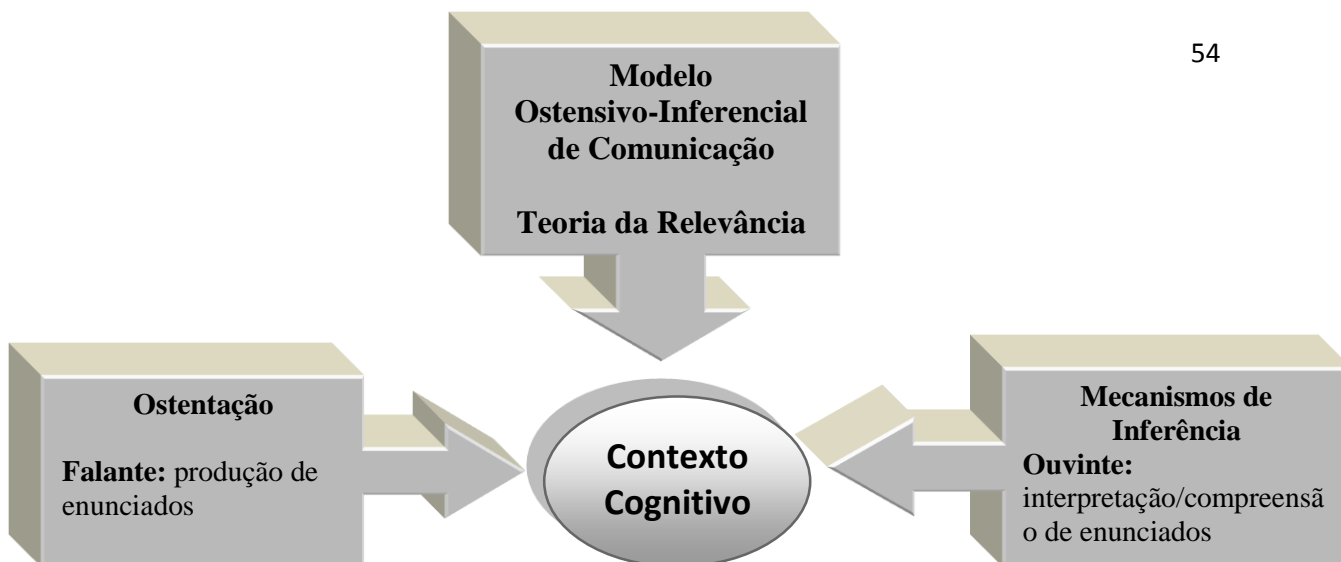 54
Modelo
Ostensivo-Inferencial
de Comunicação
Teoria da Relevância
Ostentação
Falante: produção de
enunciados
Contexto
Cognitivo
Mecanismos de
Inferência
Ouvinte:
interpretação/compreensã
o de enunciados